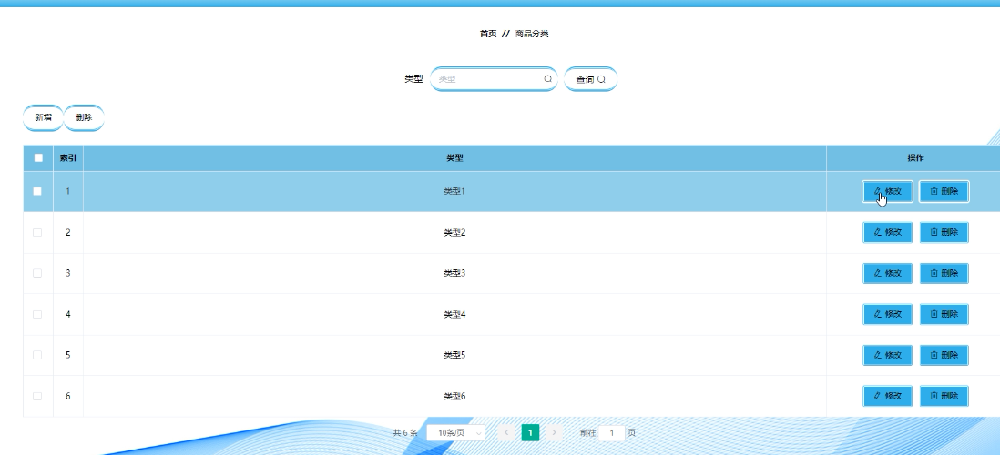 首页 // 商品分类
类型 类型 查询
新增 删除
索引 类型 操作
1 类型1 修改 删除
2 类型2 修改 删除
3 类型3 修改 删除
4 类型4 修改 删除
5 类型5 修改 删除
6 类型6 修改 删除
共 6 条 10条/页 1 前往 1 页